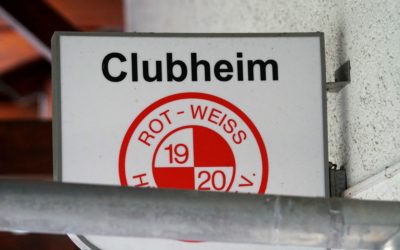 Clubheim
ROT - WEISS
19
20
H
V.